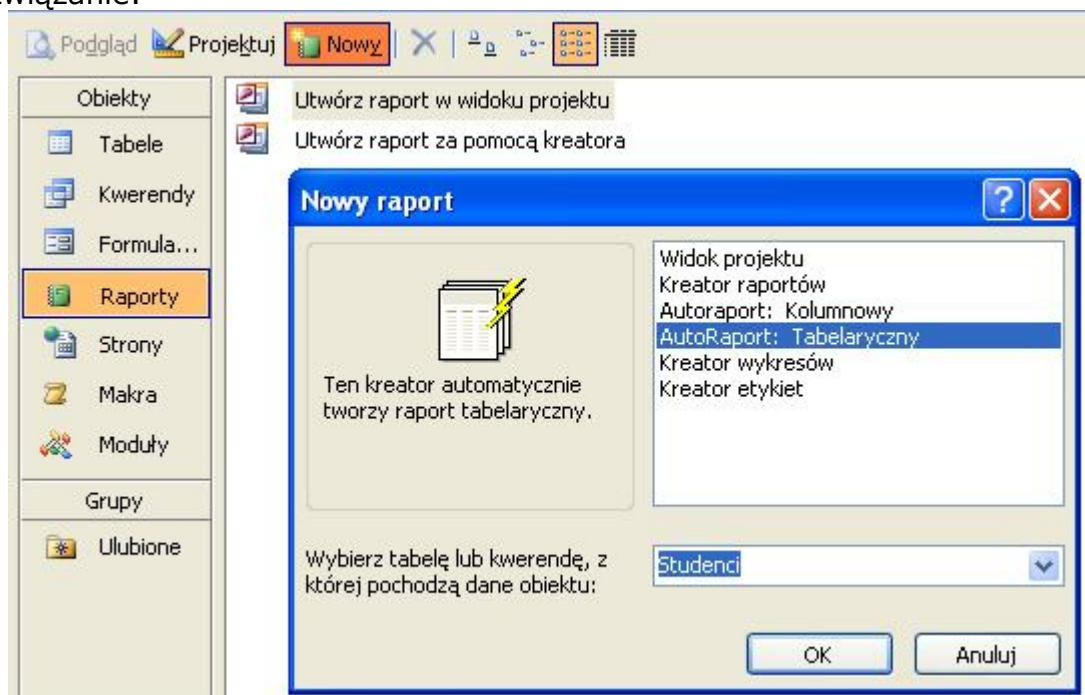 wiązanie:
Podgląd Projektuj Nowy
Obiekty
Tabele
Kwerendy
Formula...
Raporty
Strony
Makra
Moduły
Grupy
Ulubione
Utwórz raport w widoku projektu
Utwórz raport za pomocą kreatora
Nowy raport
Ten kreator automatycznie
tworzy raport tabelaryczny.
Widok projektu
Kreator raportów
Autoraport: Kolumnowy
AutoRaport: Tabelaryczny
Kreator wykresów
Kreator etykiet
Wybierz tabelę lub kwerendę, z
której pochodzą dane obiektu:
Studenci
OK
Anuluj